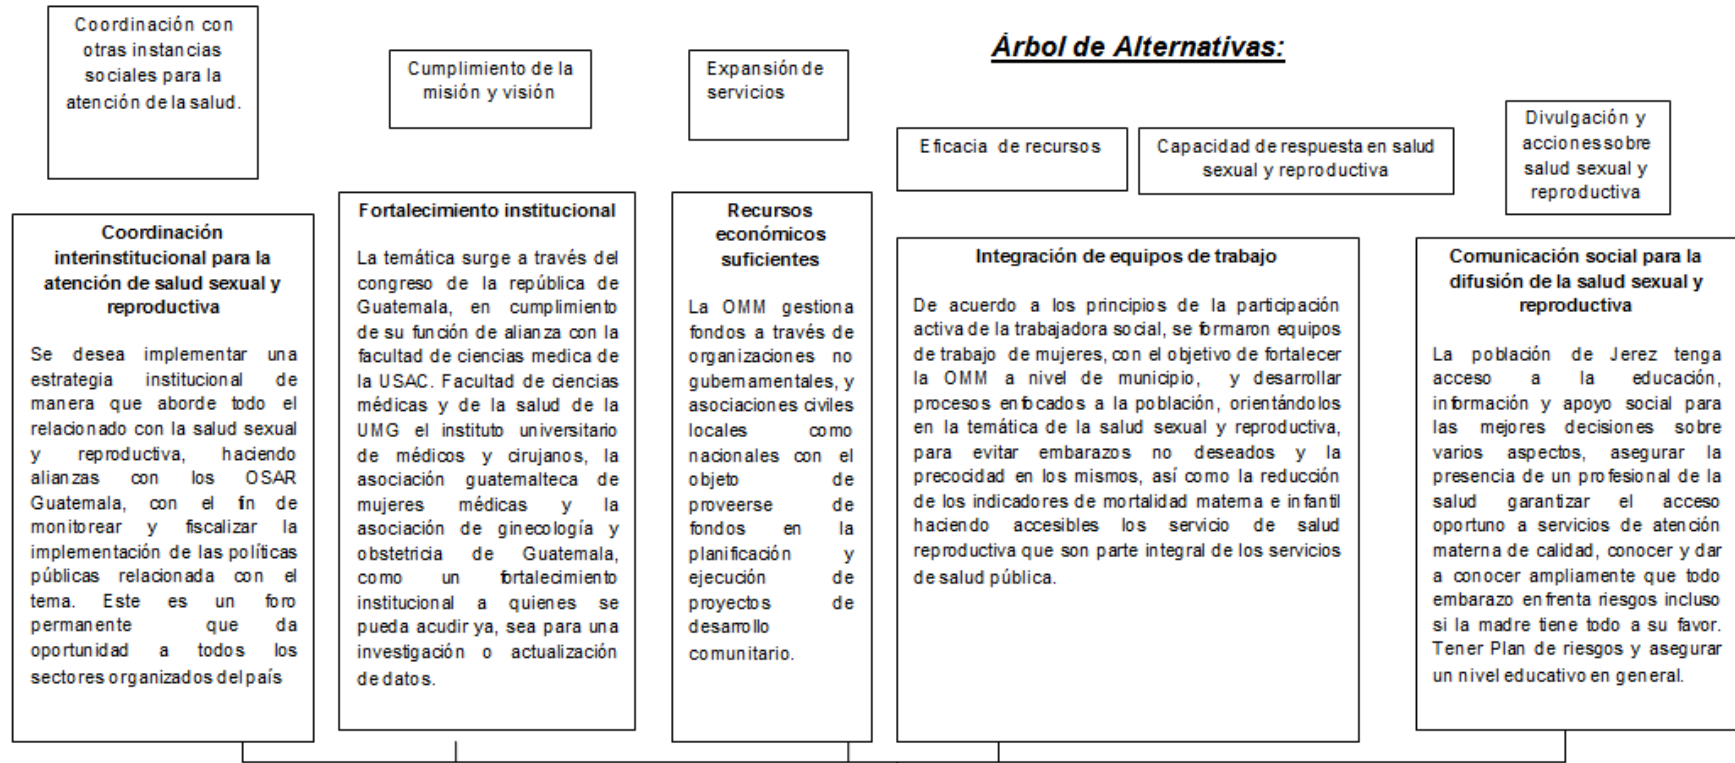 Coordinación con
otras instancias
sociales para la
atención de la salud.
Cumplimiento de la
misión y visión
Expansión de
servicios
Árbol de Alternativas:
Eficacia de recursos
Capacidad de respuesta en salud
sexual y reproductiva
Divulgación y
acciones sobre
salud sexual y
reproductiva
Coordinación
interinstitucional para la
atención de salud sexual y
reproductiva
Se desea implementar una
estrategia institucional de
manera que aborde todo el
relacionado con la salud sexual
y reproductiva, haciendo
alianzas con los OSAR
Guatemala, con el fin de
monitorear y fiscalizar la
implementación de las políticas
públicas relacionada con el
tema. Este es un foro
permanente que da
oportunidad a todos los
sectores organizados del país
Fortalecimiento institucional
La temática surge a través del
congreso de la república de
Guatemala, en cumplimiento
de su función de alianza con la
facultad de ciencias medica de
la USAC. Facultad de ciencias
médicas y de la salud de la
UMG el instituto universitario
de médicos y cirujanos, la
asociación guatemalteca de
mujeres médicas y la
asociación de ginecología y
obstetricia de Guatemala,
como un fortalecimiento
institucional a quienes se
pueda acudir ya, sea para una
investigación o actualización
de datos.
Recursos
económicos
suficientes
La OMM gestiona
fondos a través de
organizaciones no
gubernamentales, y
asociaciones civiles
locales como
nacionales con el
objeto de
proveerse de
fondos en la
planificación y
ejecución de
proyectos de
desarrollo
comunitario.
Integración de equipos de trabajo
De acuerdo a los principios de la participación
activa de la trabajadora social, se formaron equipos
de trabajo de mujeres, con el objetivo de fortalecer
la OMM a nivel de municipio, y desarrollar
procesos enfocados a la población, orientándolos
en la temática de la salud sexual y reproductiva,
para evitar embarazos no deseados y la
precocidad en los mismos, así como la reducción
de los indicadores de mortalidad materna e infantil
haciendo accesibles los servicio de salud
reproductiva que son parte integral de los servicios
de salud pública.
Comunicación social para la
difusión de la salud sexual y
reproductiva
La población de Jerez tenga
acceso a la educación,
información y apoyo social para
las mejores decisiones sobre
varios aspectos, asegurar la
presencia de un profesional de la
salud garantizar el acceso
oportuno a servicios de atención
materna de calidad, conocer y dar
a conocer ampliamente que todo
embarazo enfrenta riesgos incluso
si la madre tiene todo a su favor.
Tener Plan de riesgos y asegurar
un nivel educativo en general.